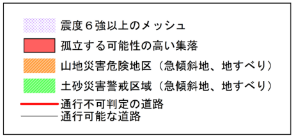 震度６強以上のメッシュ
孤立する可能性の高い集落
山地災害危険地区（急傾斜地、地すべり）
土砂災害警戒区域（急傾斜地、地すべり）
通行不可判定の道路
通行可能な道路